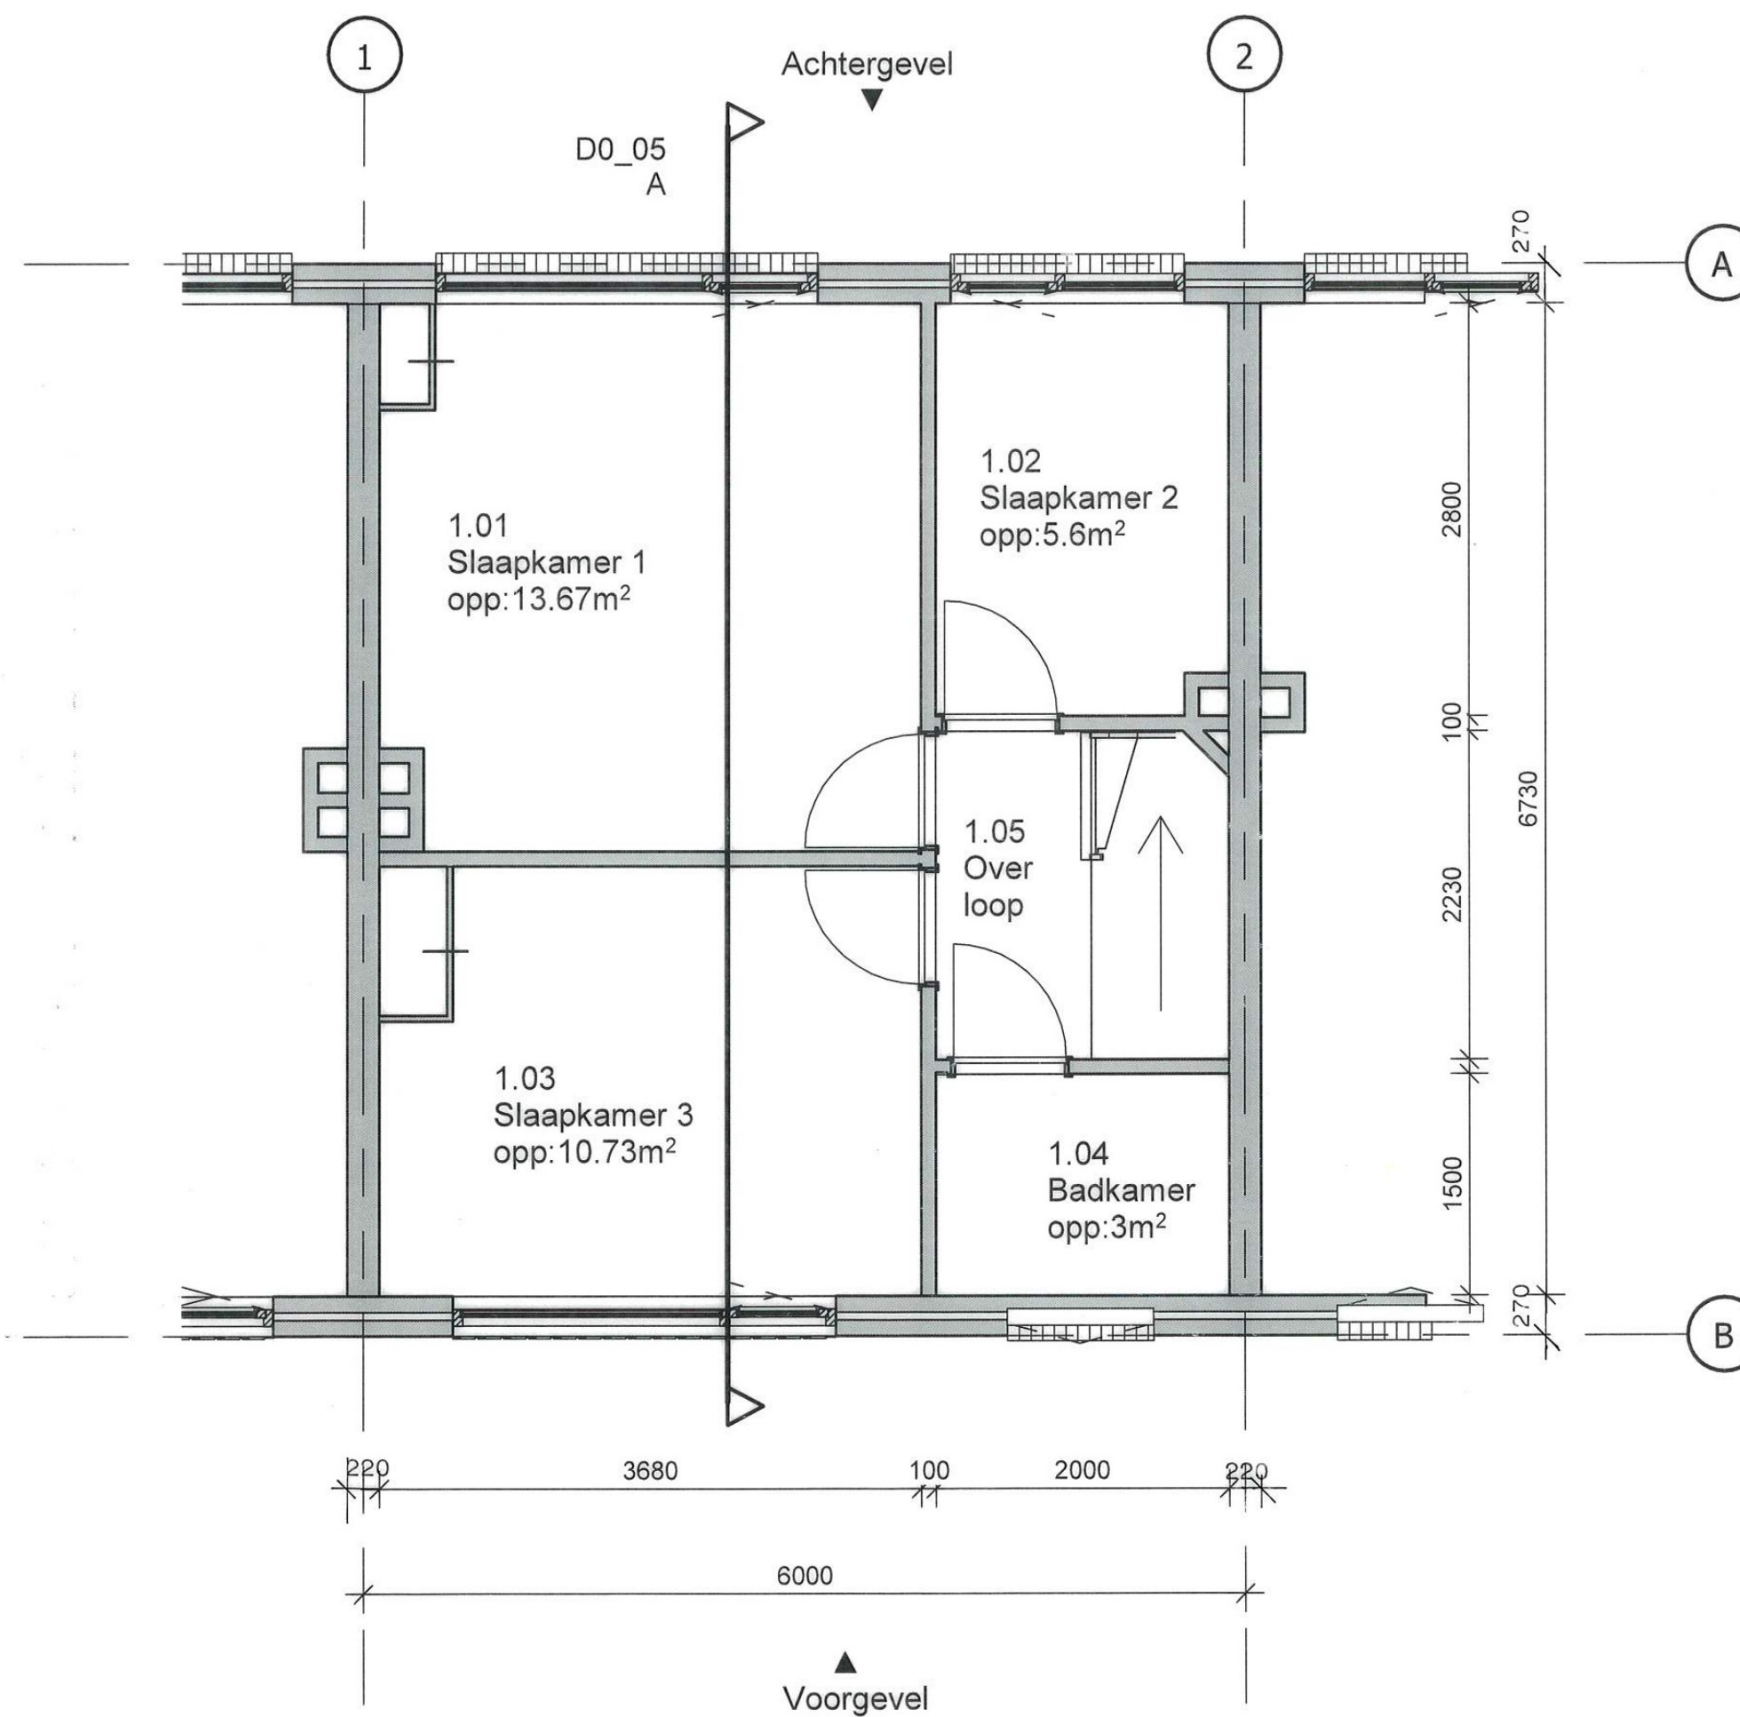 1
2
Achtergevel
D0_05
A
270
A
1.02
Slaapkamer 2
opp:5.6m²
1.01
Slaapkamer 1
opp:13.67m²
2800
100
6730
1.05
Over
loop
2230
1.03
Slaapkamer 3
opp:10.73m²
1.04
Badkamer
opp:3m²
1500
270
B
220
3680
100
2000
220
6000
Voorgevel